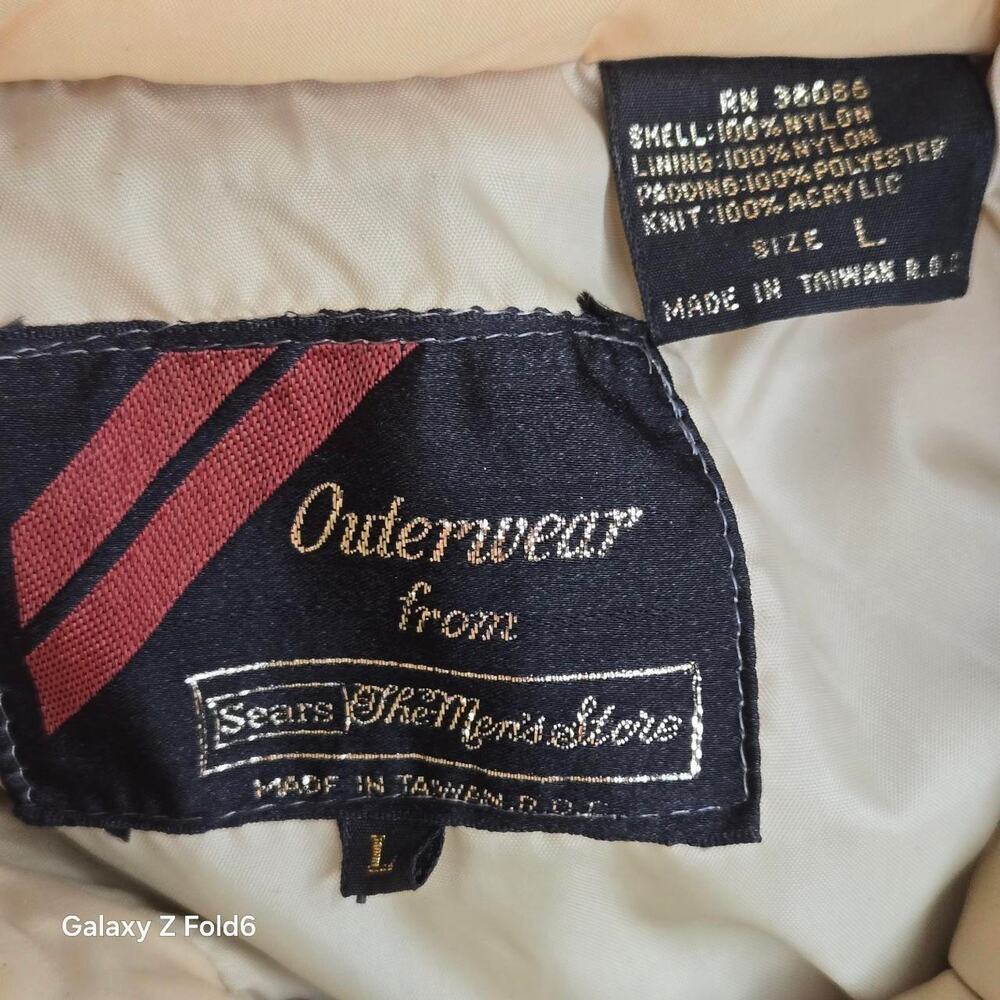 RN 36086
SHELL:100%NYLON
LINING:100%NYLON
PADDING:100%POLYESTER
KNIT:100%ACRYLIC
SIZE L
MADE IN TAIWAN R.O.C
Outerwear
from
Sears The Men's Store
MADE IN TAIWAN.R.O.C
L
Galaxy Z Fold6